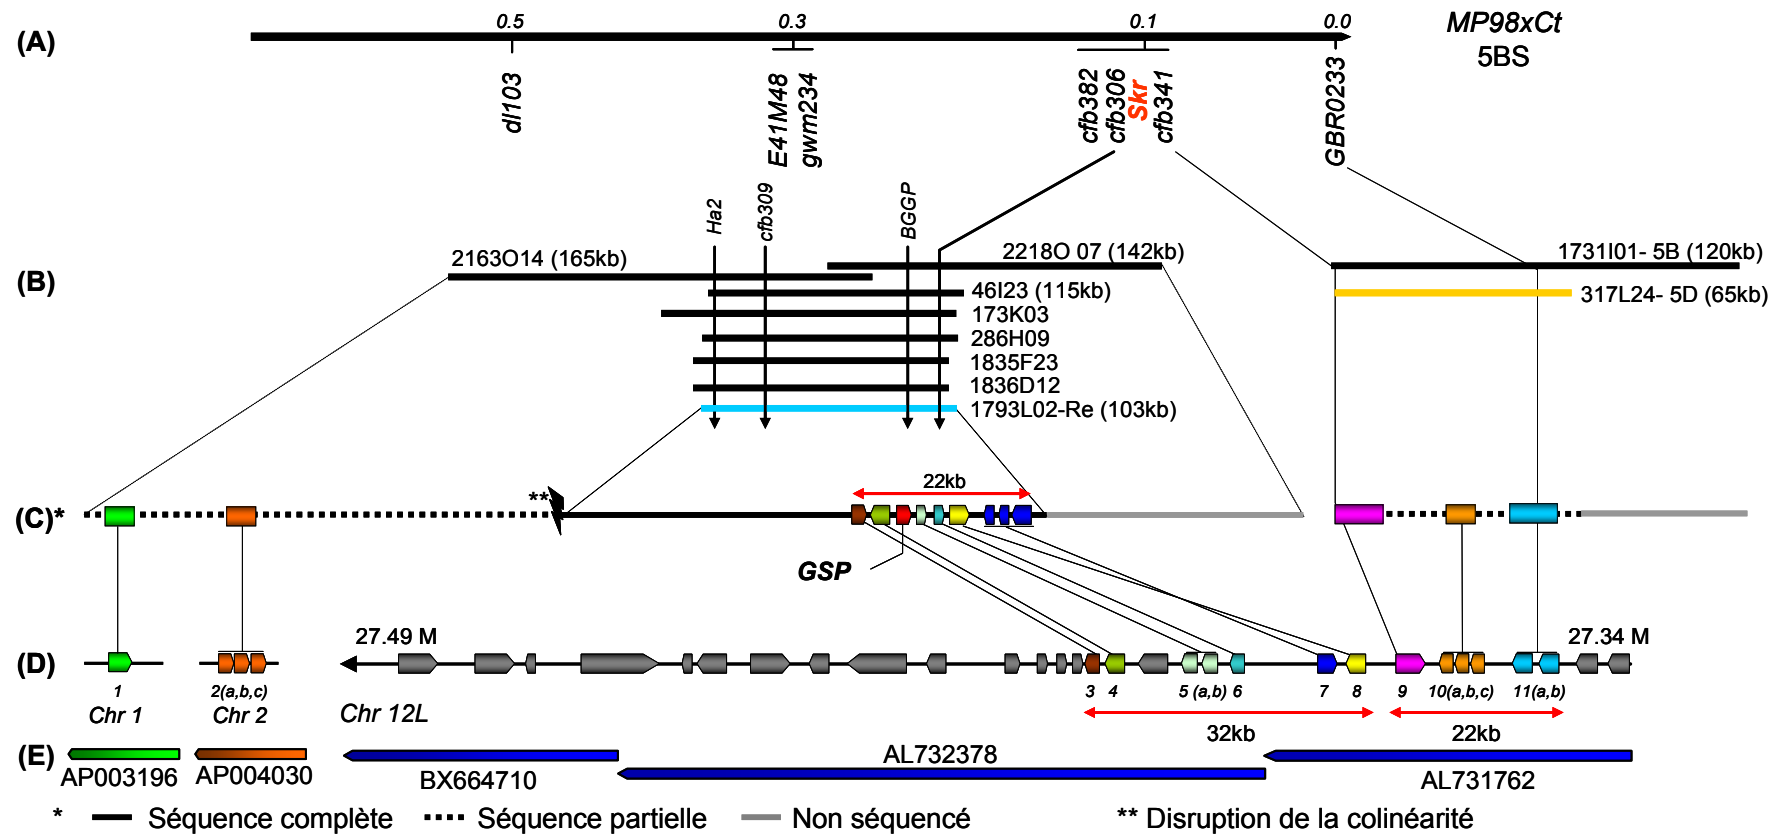 (A)
0.5
0.3
0.1
0.0
MP98xCt
5BS
dl103
E41M48
gwm234
cfb382
cfb306
Skr
cfb341
GBR0233
Ha2
cfb309
BGGP
(B)
2163O14 (165kb)
2218O 07 (142kb)
1731I01- 5B (120kb)
46I23 (115kb)
317L24- 5D (65kb)
173K03
286H09
1835F23
1836D12
1793L02-Re (103kb)
22kb
**
(C)*
GSP
27.49 M
27.34 M
(D)
1
2(a,b,c)
3
4
5 (a,b)
6
7
8
9
10(a,b,c)
11(a,b)
Chr 1
Chr 2
Chr 12L
32kb
22kb
(E)
AP003196
AP004030
BX664710
AL732378
AL731762
* Séquence complète
Séquence partielle
Non séquencé
** Disruption de la colinéarité